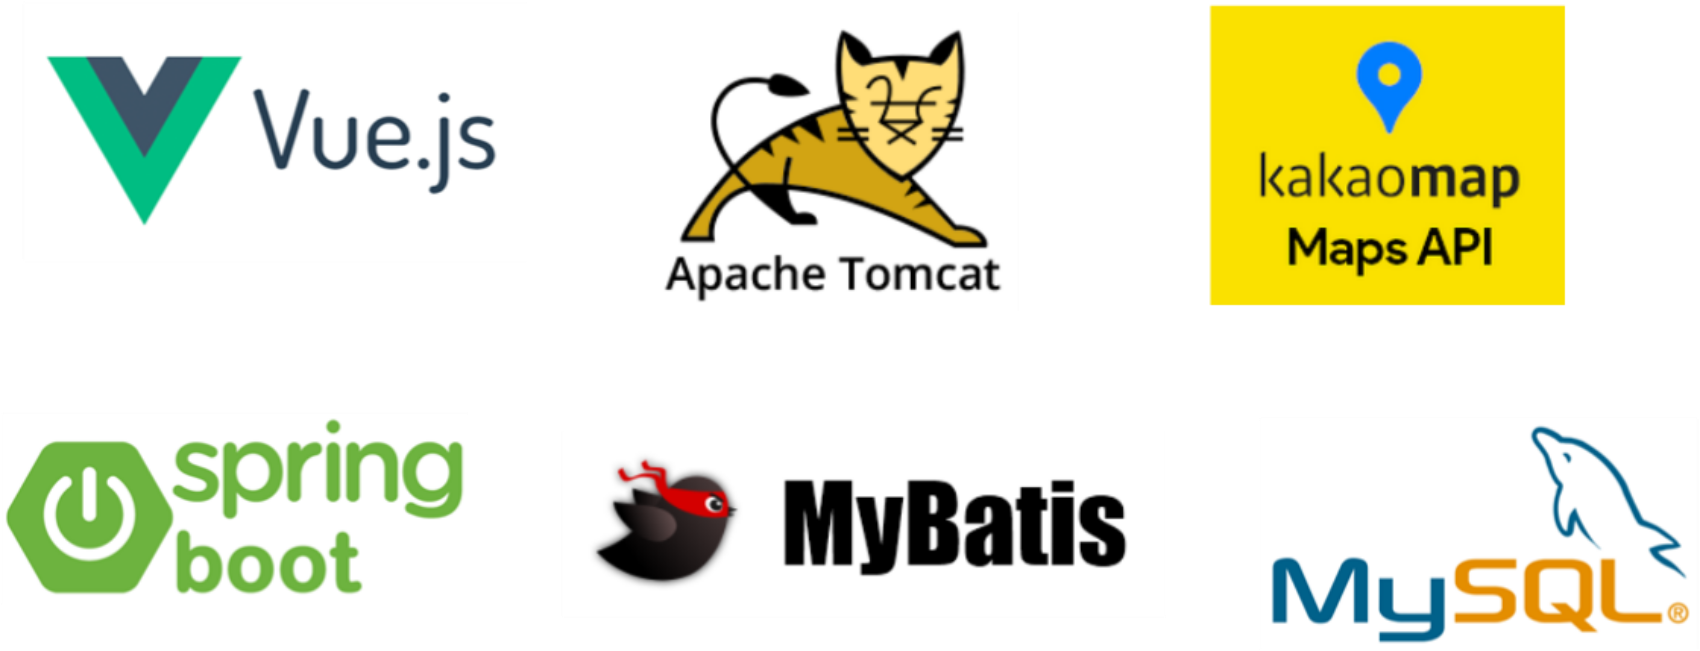 Vue.js
Apache Tomcat
kakaomap
Maps API
spring
boot
MyBatis
MySQL®